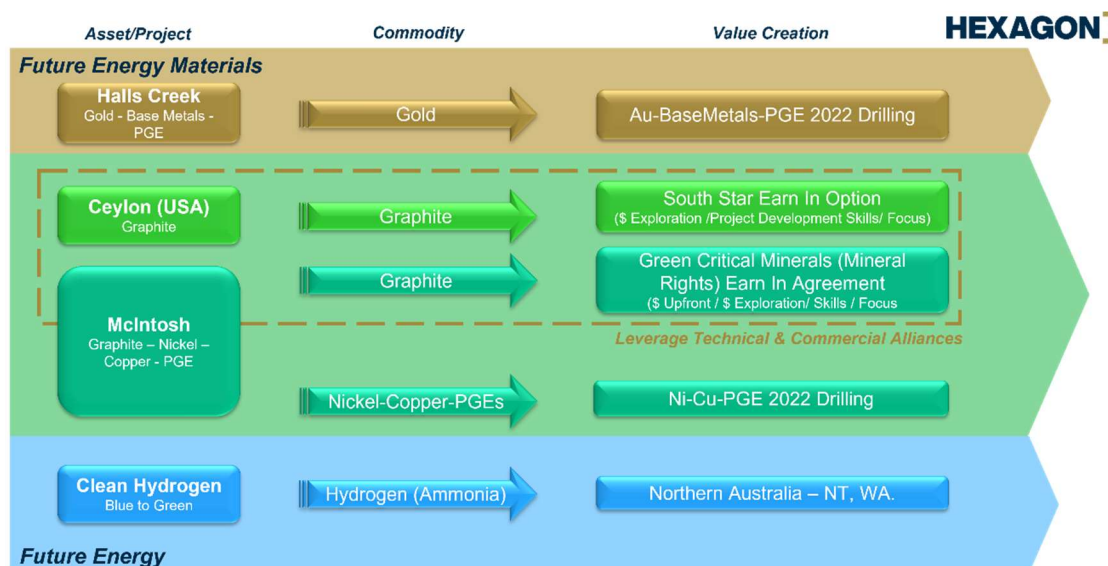 HEXAGON
Asset/Project
Commodity
Value Creation
Future Energy Materials
Halls Creek
Gold - Base Metals -
PGE
Gold
Au-BaseMetals-PGE 2022 Drilling
Ceylon (USA)
Graphite
Graphite
South Star Earn In Option
($ Exploration /Project Development Skills/ Focus)
McIntosh
Graphite – Nickel –
Copper - PGE
Graphite
Green Critical Minerals (Mineral
Rights) Earn In Agreement
($ Upfront / $ Exploration/ Skills / Focus
Leverage Technical & Commercial Alliances
Nickel-Copper-PGEs
Ni-Cu-PGE 2022 Drilling
Clean Hydrogen
Blue to Green
Hydrogen (Ammonia)
Northern Australia – NT, WA.
Future Energy